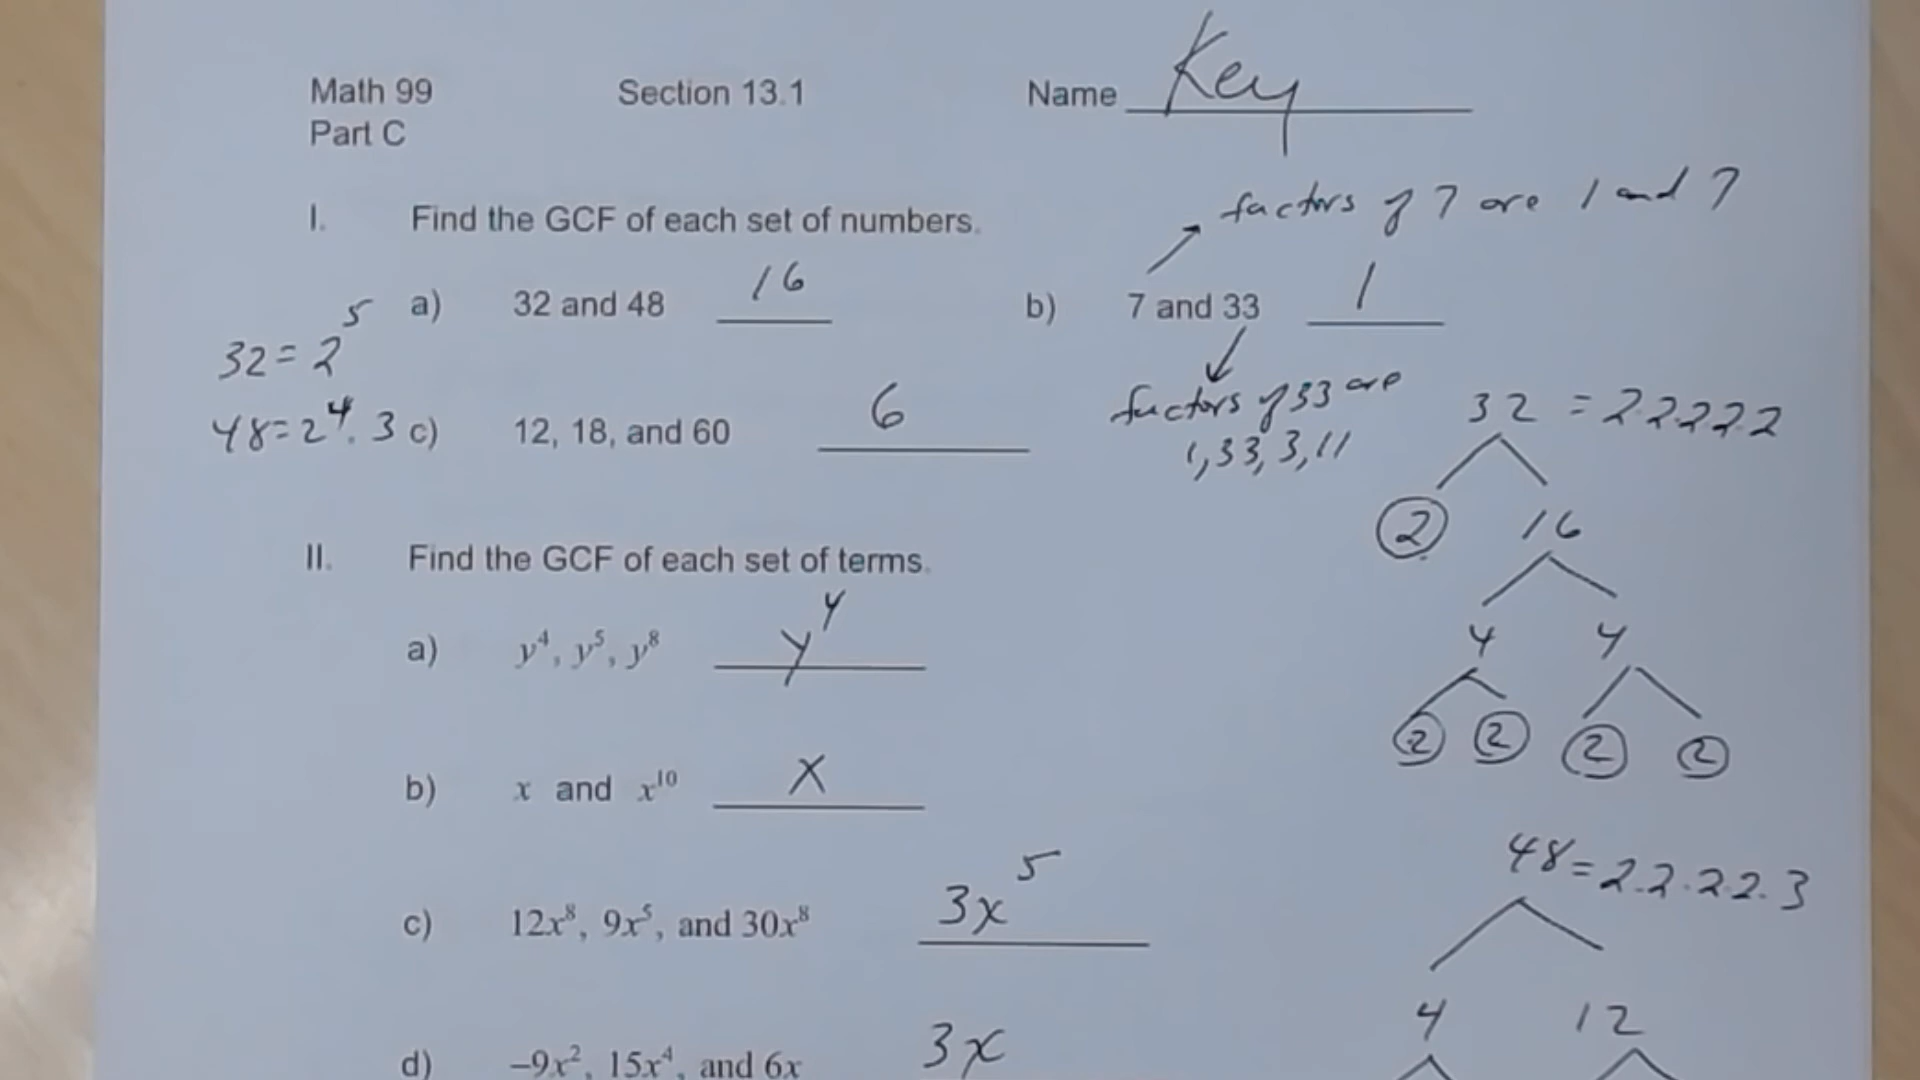 Math 99 Section 13.1 Name Key
Part C
factors of 7 are 1 and 7
I. Find the GCF of each set of numbers.
a) 32 and 48 16 b) 7 and 33 1
32 = 2^5
48 = 2^4 · 3
c) 12, 18, and 60 6
factors of 33 are
1, 33, 3, 11
32 = 2·2·2·2·2
2 16
4 4
2 2 2 2
II. Find the GCF of each set of terms.
a) y^4, y^5, y^8 y^4
b) x and x^10 x
c) 12x^8, 9x^5, and 30x^8 3x^5
48 = 2·2·2·2·3
4 12
d) –9x^2, 15x^4, and 6x 3x